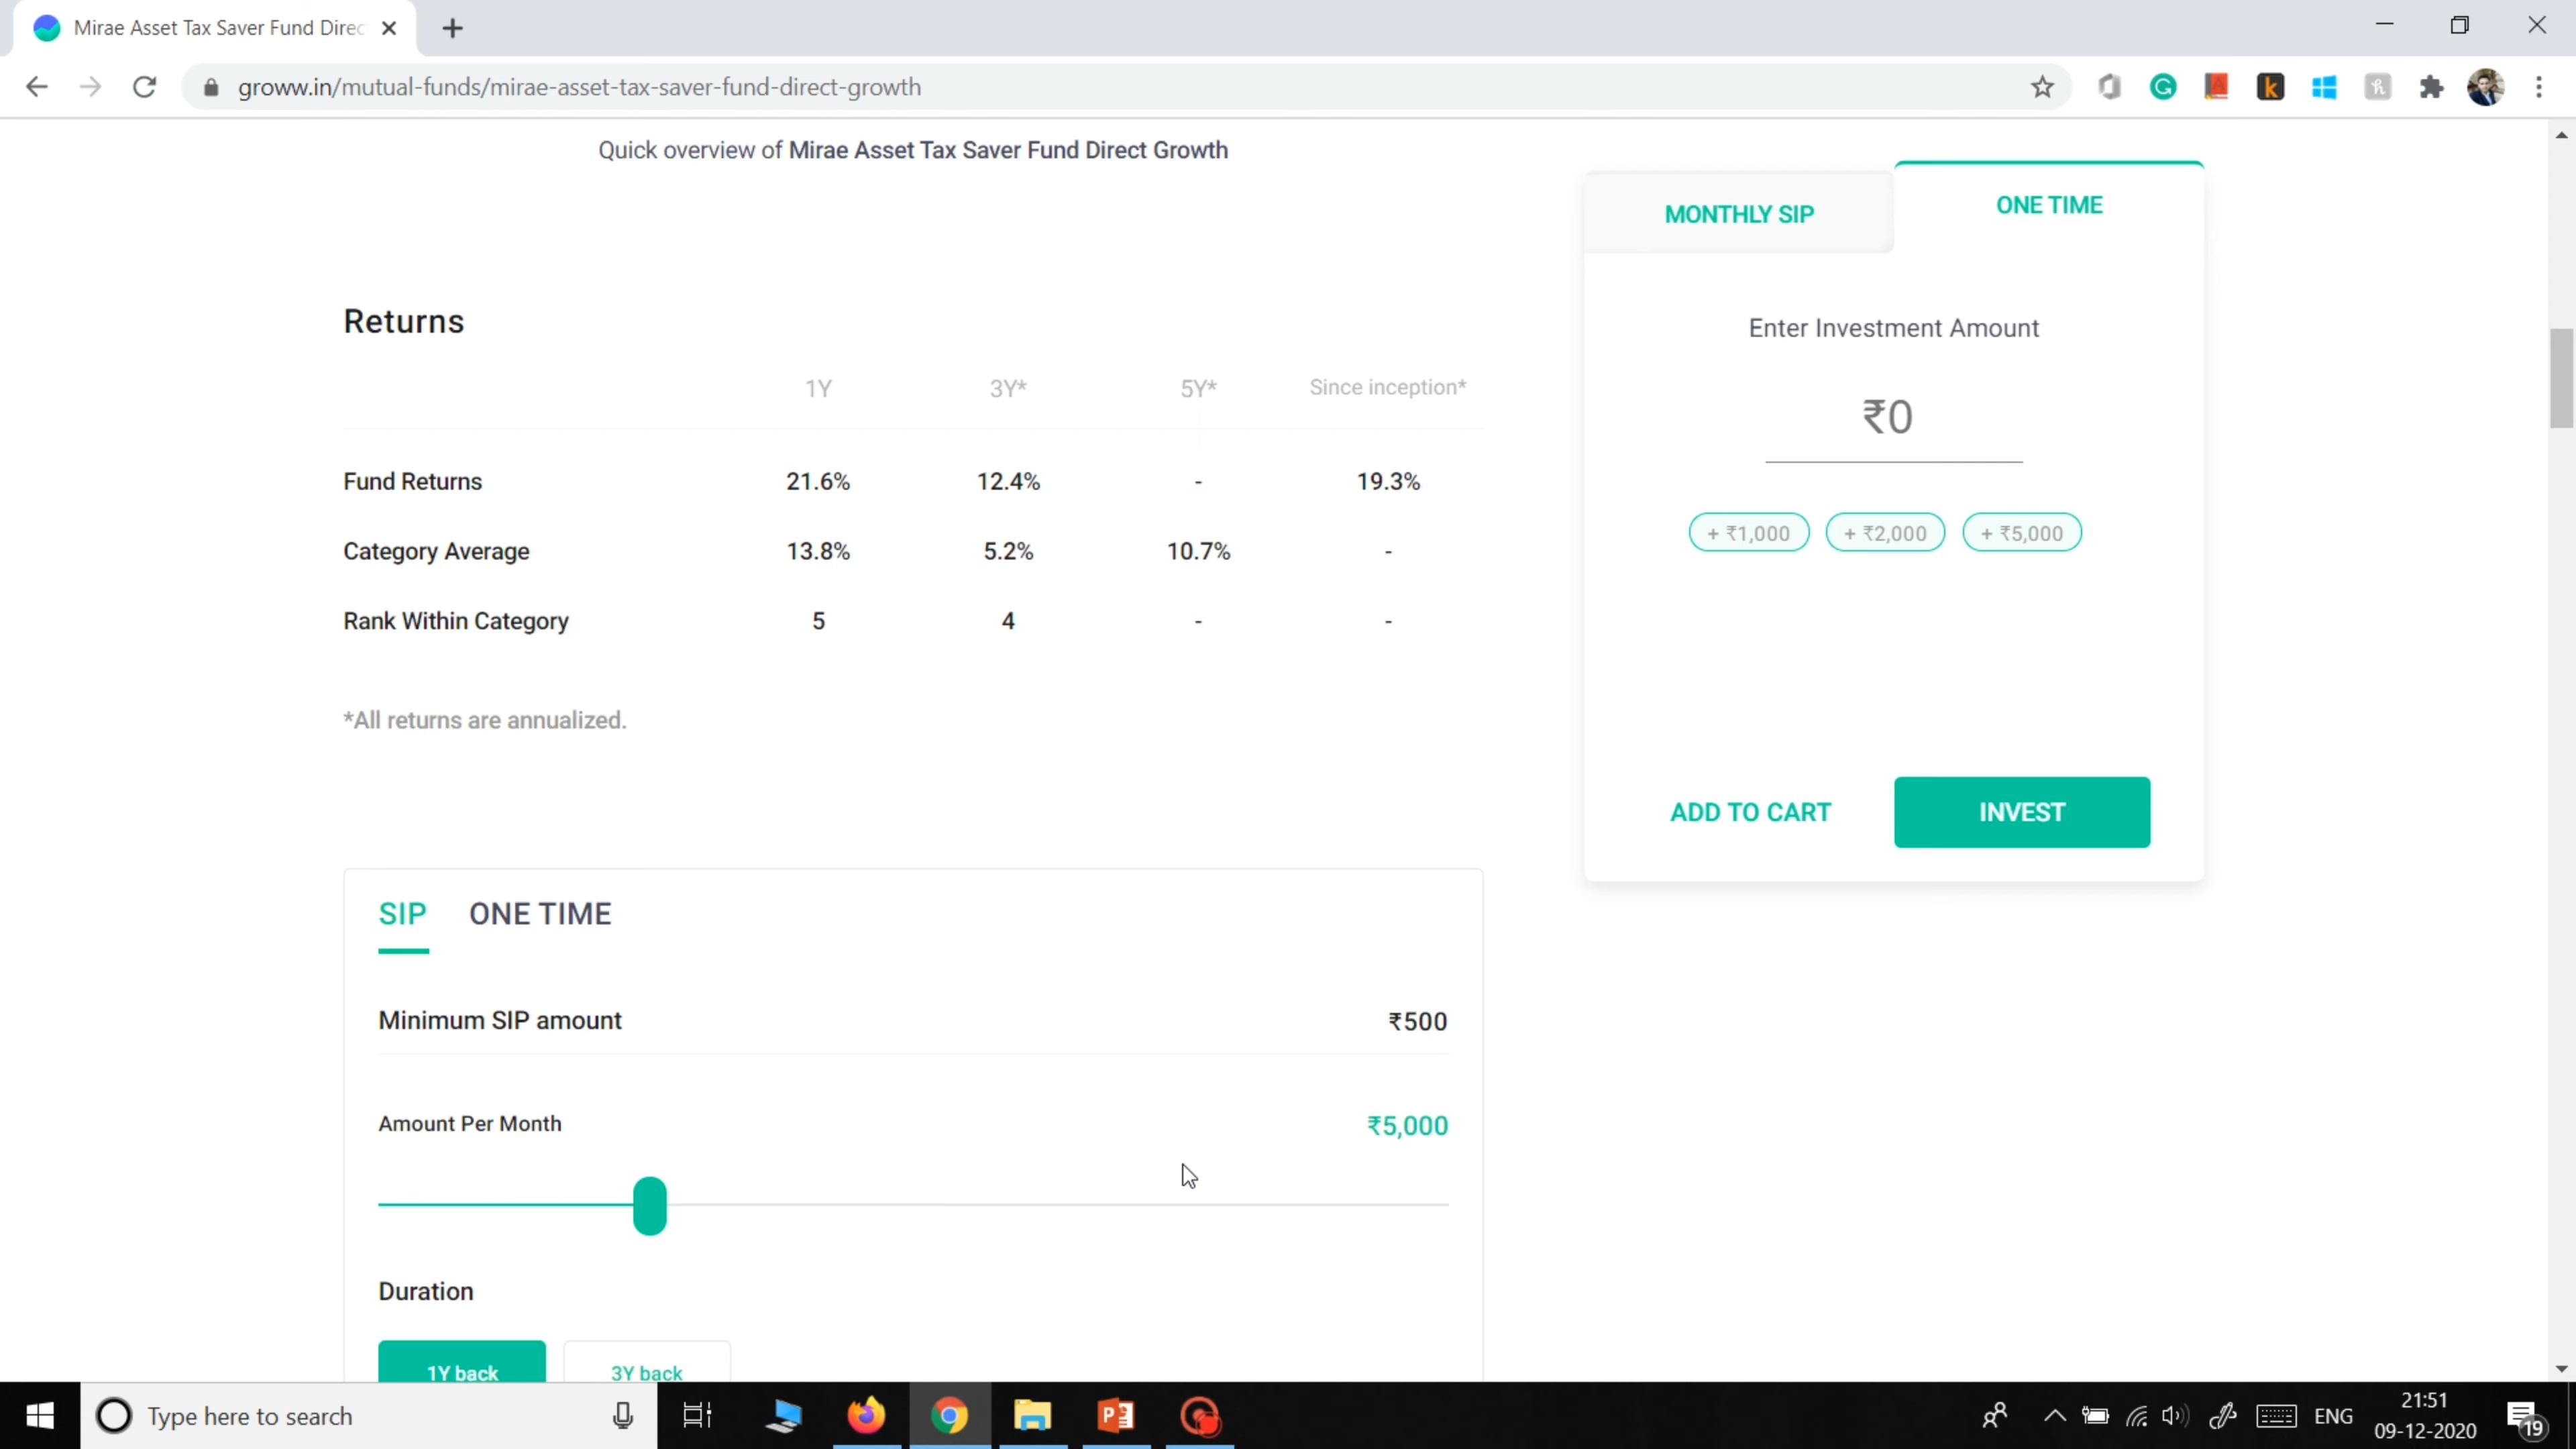 Mirae Asset Tax Saver Fund Direc
groww.in/mutual-funds/mirae-asset-tax-saver-fund-direct-growth
Quick overview of Mirae Asset Tax Saver Fund Direct Growth
MONTHLY SIP
ONE TIME
Enter Investment Amount
₹0
+ ₹1,000 + ₹2,000 + ₹5,000
ADD TO CART
INVEST
Returns
1Y 3Y* 5Y* Since inception*
Fund Returns 21.6% 12.4% - 19.3%
Category Average 13.8% 5.2% 10.7% -
Rank Within Category 5 4 - -
*All returns are annualized.
SIP ONE TIME
Minimum SIP amount ₹500
Amount Per Month ₹5,000
Duration
1Y back 3Y back
Type here to search
ENG
21:51
09-12-2020
19